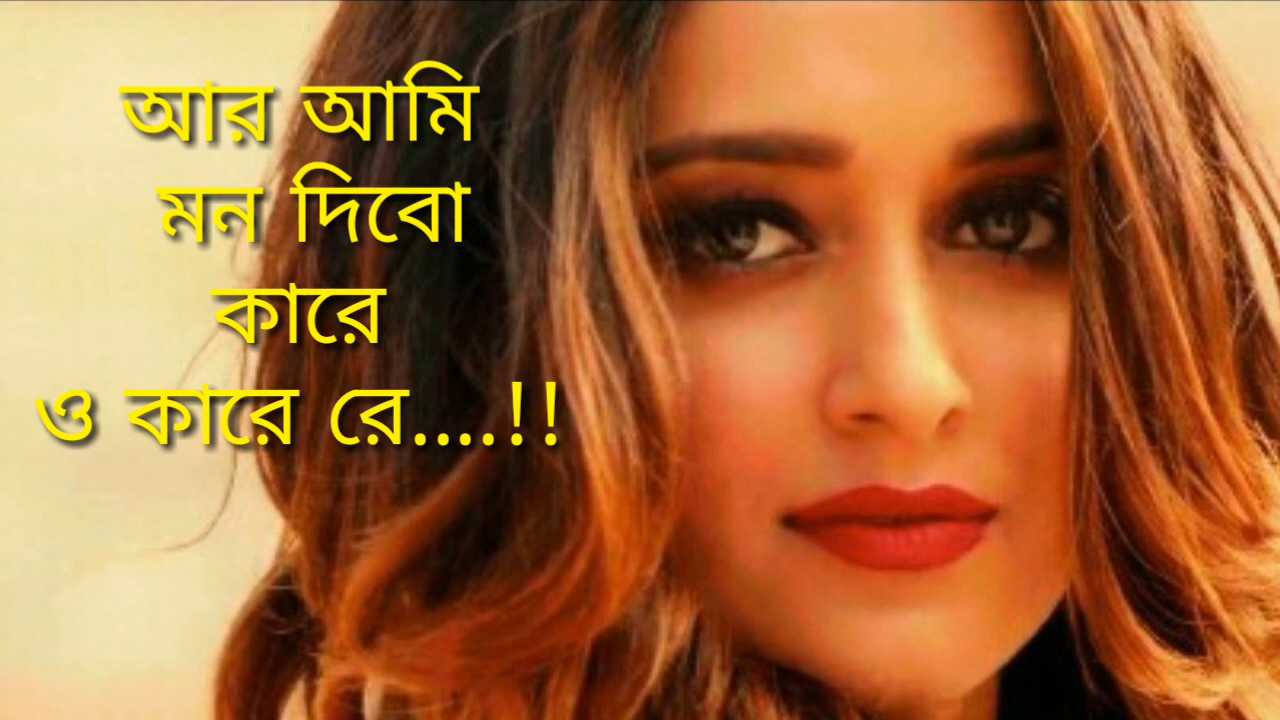 আর আমি
মন দিবো
কারে
ও কারে রে....!!